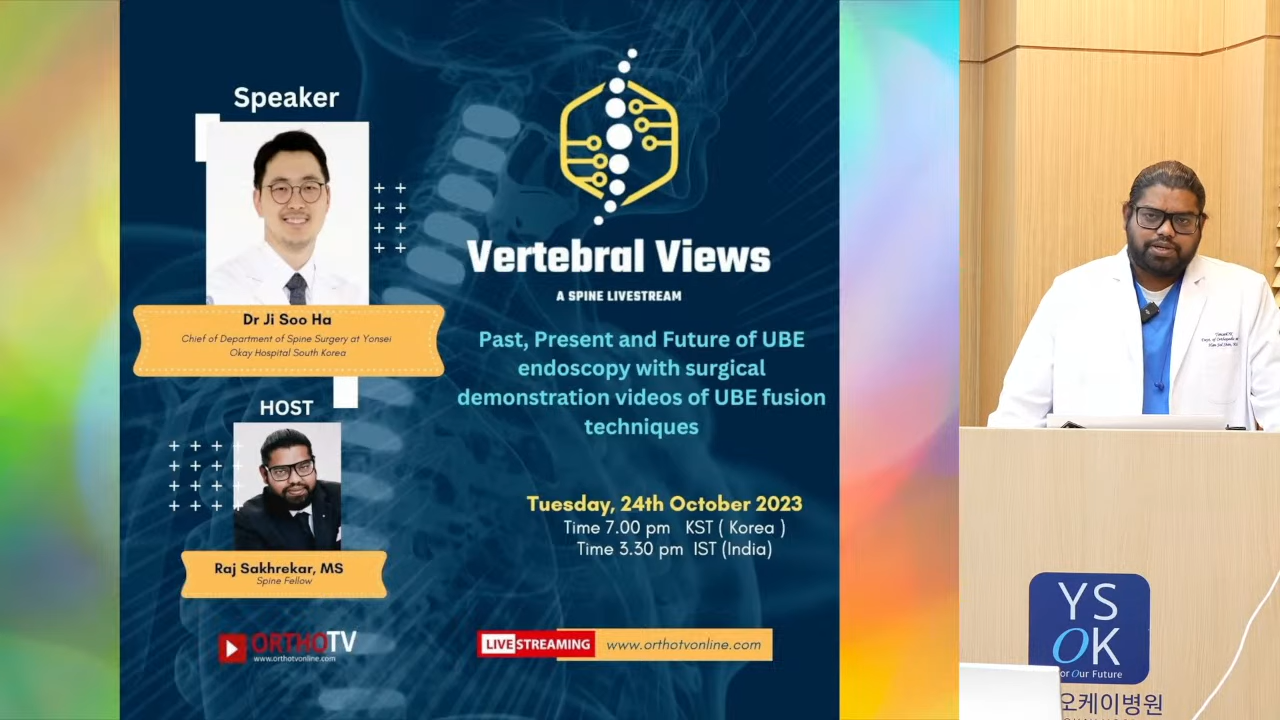 Speaker
Dr Ji Soo Ha
Chief of Department of Spine Surgery at Yonsei
Okay Hospital South Korea
HOST
Raj Sakhrekar, MS
Spine Fellow
ORTHOTV
www.orthotvonline.com
Vertebral Views
A SPINE LIVESTREAM
Past, Present and Future of UBE
endoscopy with surgical
demonstration videos of UBE fusion
techniques
Tuesday, 24th October 2023
Time 7.00 pm KST ( Korea )
Time 3.30 pm IST (India)
LIVE STREAMING
www.orthotvonline.com
YS
OK
or Our Future
오케이병원